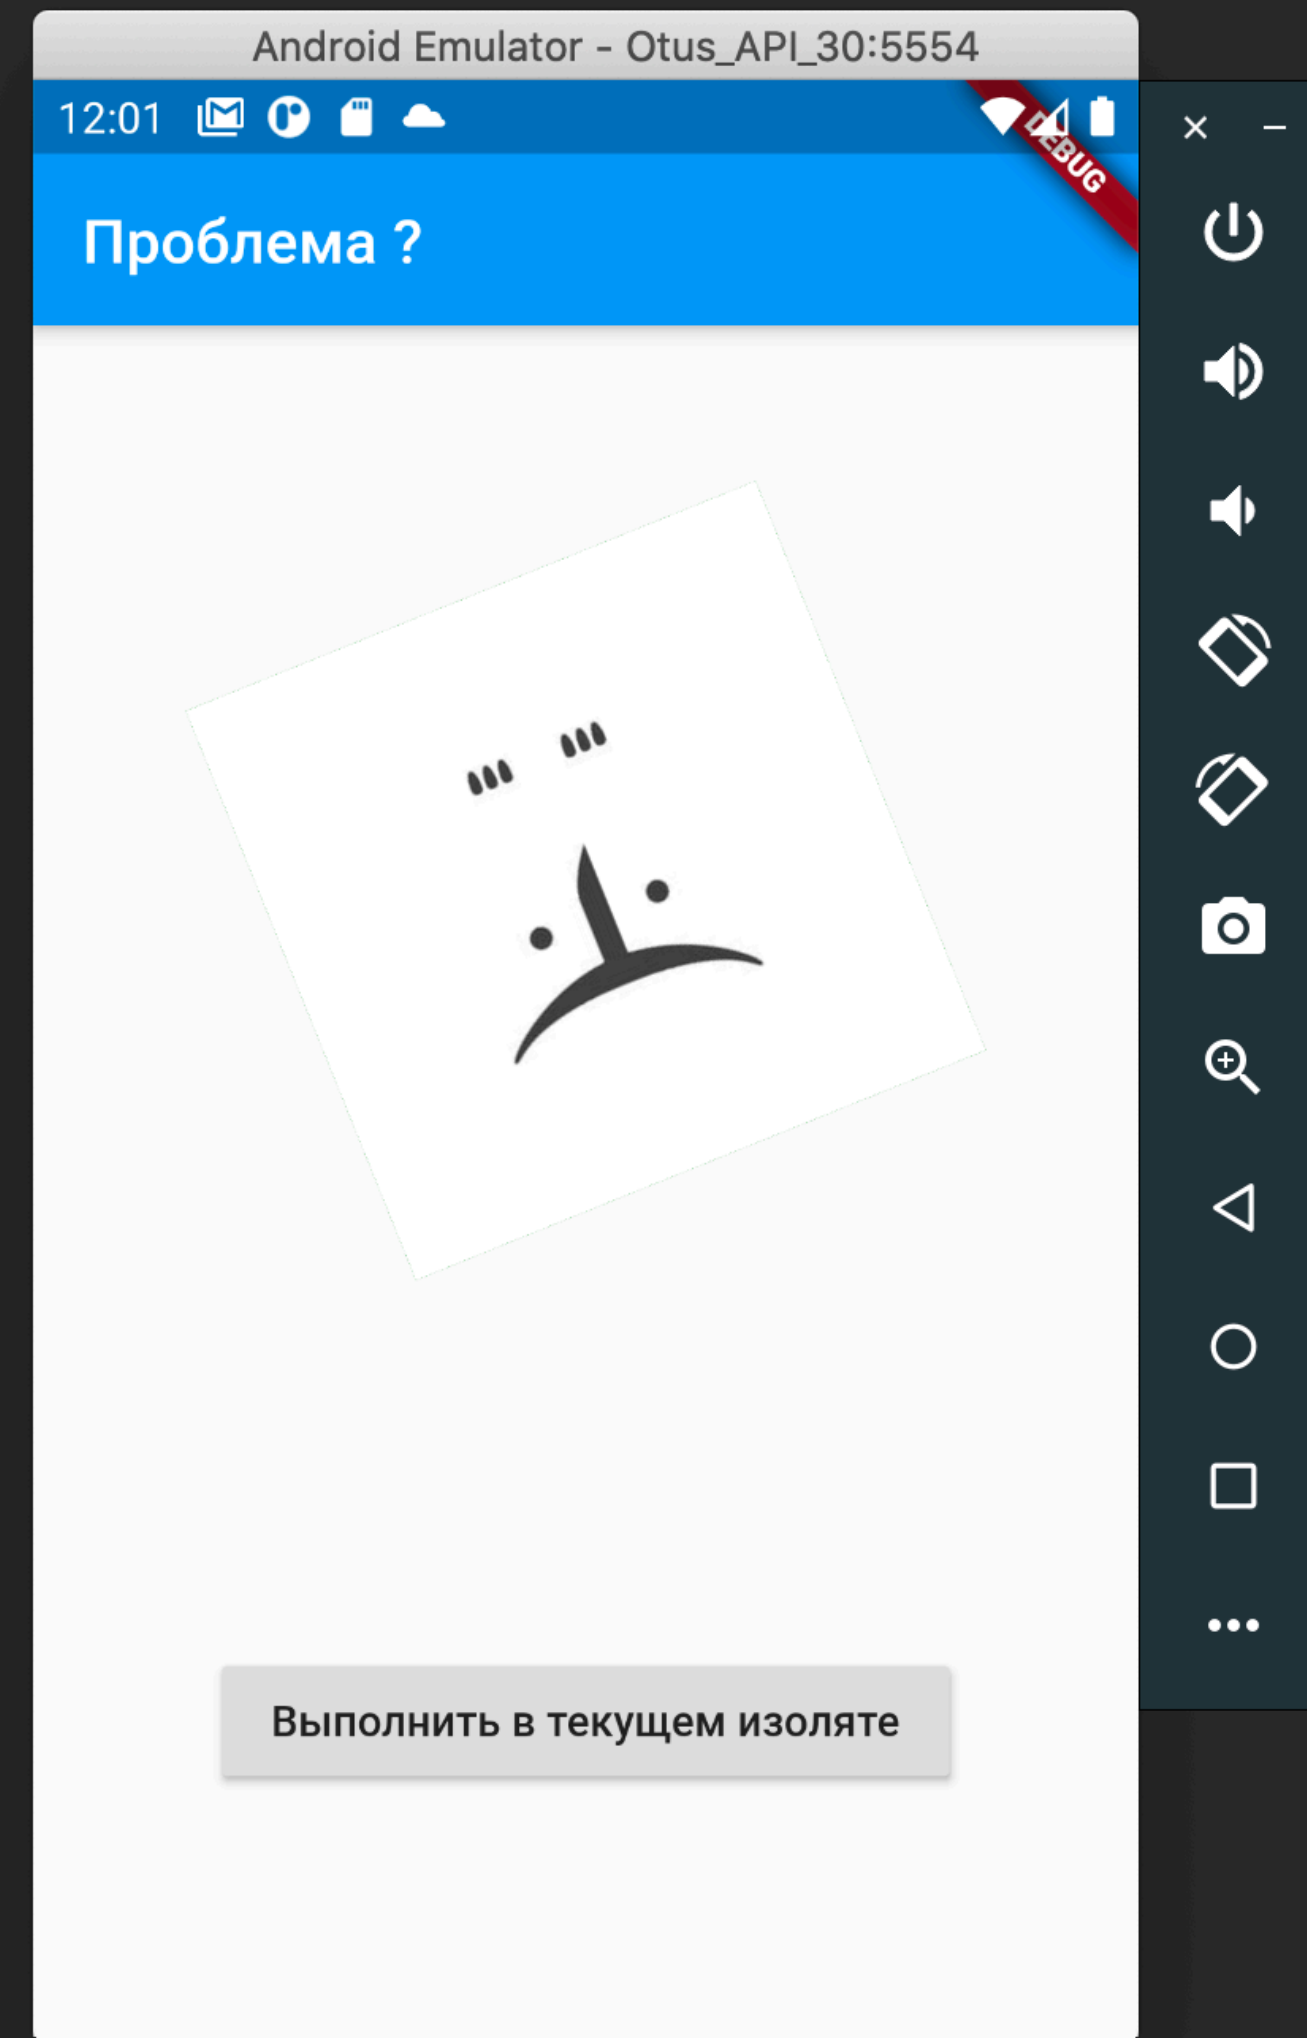 Android Emulator - Otus_API_30:5554
12:01
DEBUG
Проблема ?
Выполнить в текущем изоляте